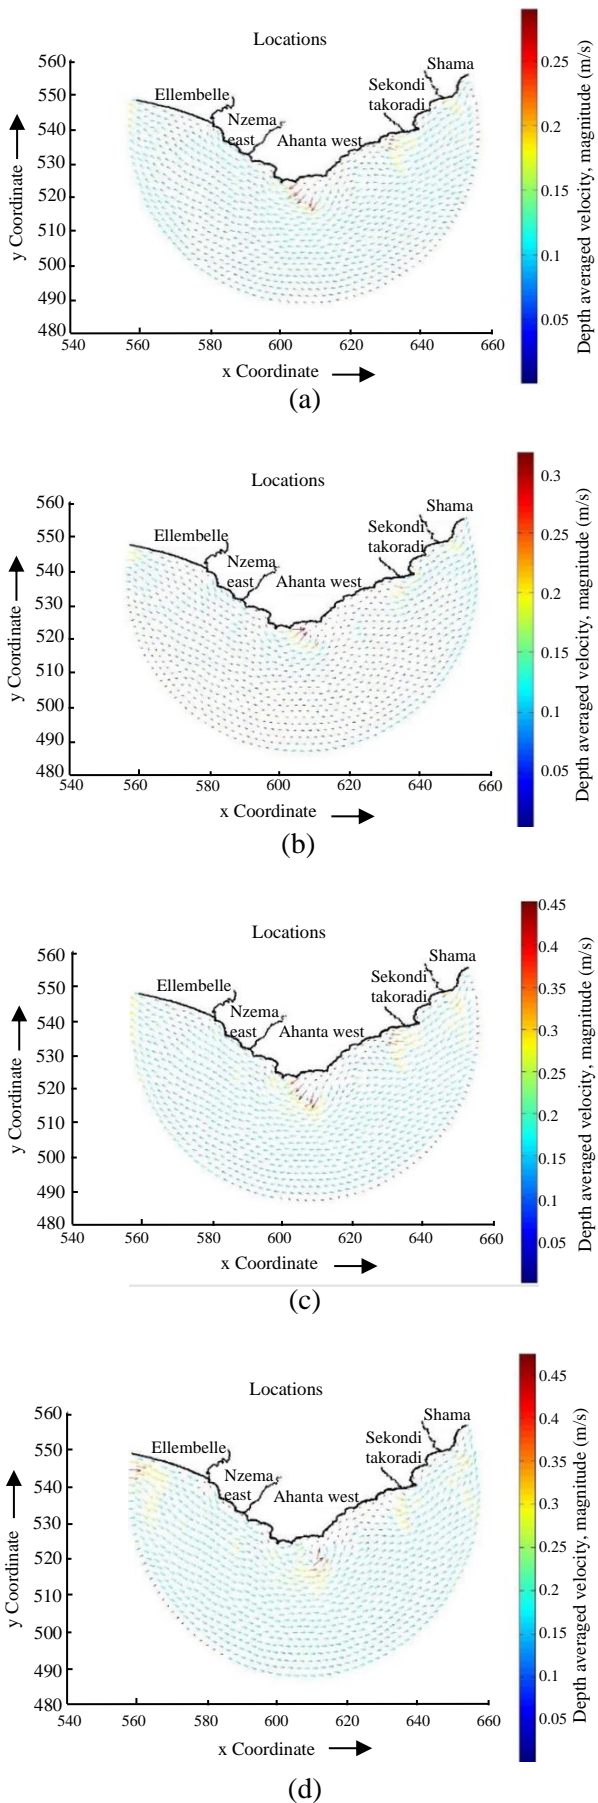 Locations
560
550
540
530
520
510
500
490
480
540 560 580 600 620 640 660
y Coordinate
x Coordinate
Ellembelle
Nzema
east
Ahanta west
Sekondi
takoradi
Shama
0.25
0.2
0.15
0.1
0.05
Depth averaged velocity, magnitude (m/s)
(a)
Locations
560
550
540
530
520
510
500
490
480
540 560 580 600 620 640 660
y Coordinate
x Coordinate
Ellembelle
Nzema
east
Ahanta west
Sekondi
takoradi
Shama
0.3
0.25
0.2
0.15
0.1
0.05
Depth averaged velocity, magnitude (m/s)
(b)
Locations
560
550
540
530
520
510
500
490
480
540 560 580 600 620 640 660
y Coordinate
x Coordinate
Ellembelle
Nzema
east
Ahanta west
Sekondi
takoradi
Shama
0.45
0.4
0.35
0.3
0.25
0.2
0.15
0.1
0.05
Depth averaged velocity, magnitude (m/s)
(c)
Locations
560
550
540
530
520
510
500
490
480
540 560 580 600 620 640 660
y Coordinate
x Coordinate
Ellembelle
Nzema
east
Ahanta west
Sekondi
takoradi
Shama
0.45
0.4
0.35
0.3
0.25
0.2
0.15
0.1
0.05
Depth averaged velocity, magnitude (m/s)
(d)